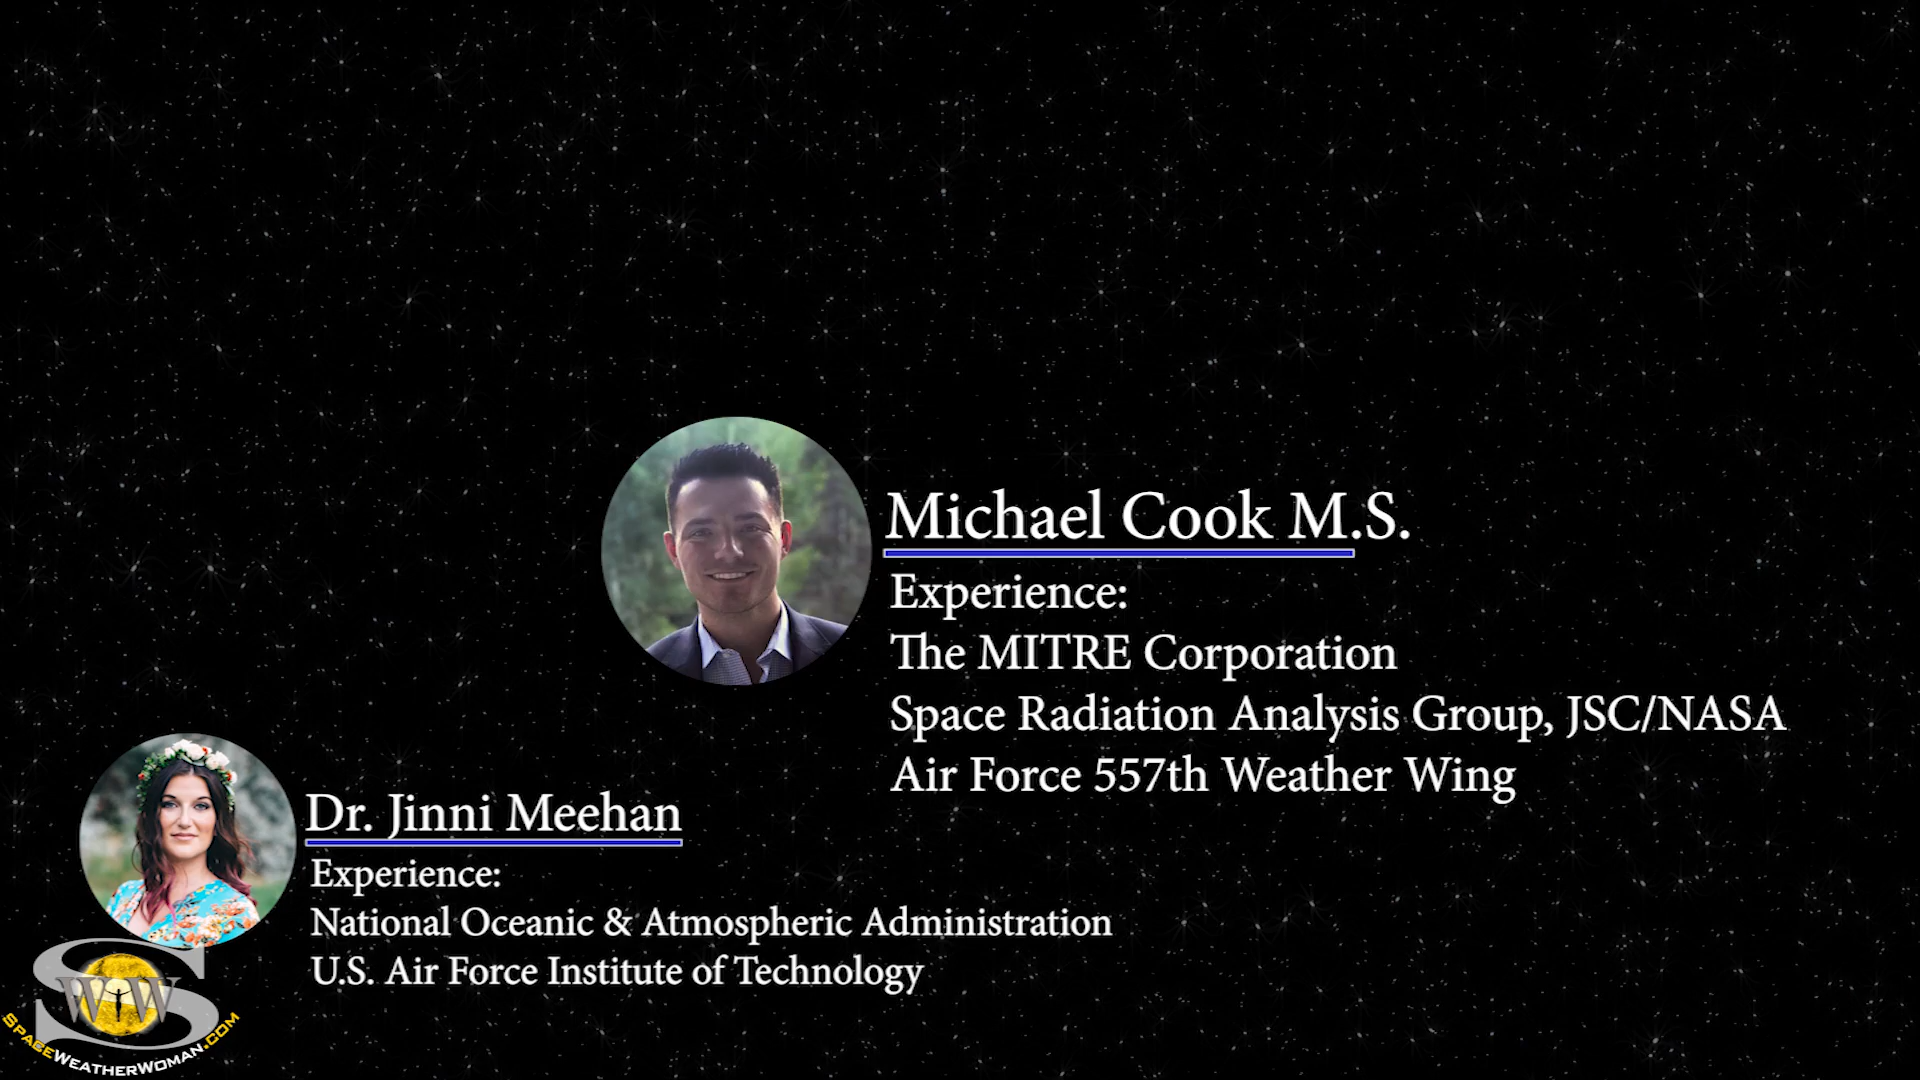 Michael Cook M.S.
Experience:
The MITRE Corporation
Space Radiation Analysis Group, JSC/NASA
Air Force 557th Weather Wing
Dr. Jinni Meehan
Experience:
National Oceanic & Atmospheric Administration
U.S. Air Force Institute of Technology
SWW
SPACEWEATHERWOMAN.COM